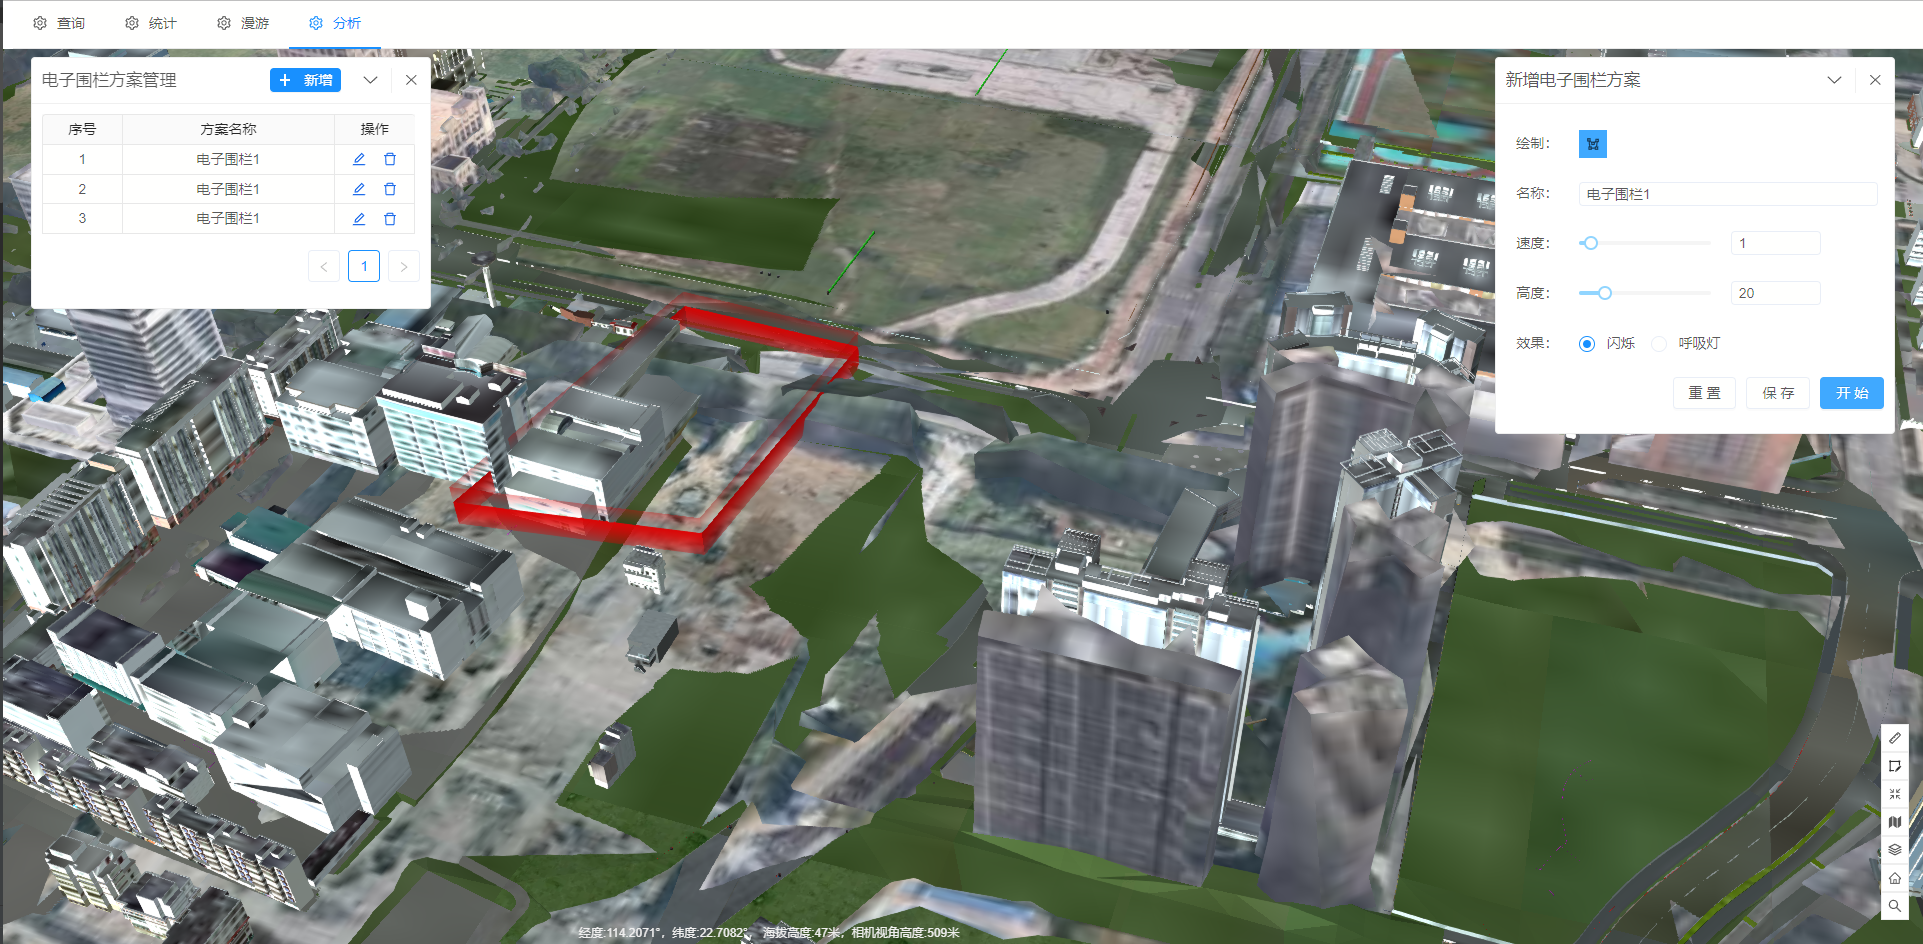 查询 统计 漫游 分析
电子围栏方案管理 + 新增
序号 方案名称 操作
1 电子围栏1
2 电子围栏1
3 电子围栏1
< 1 >
新增电子围栏方案
绘制：
名称： 电子围栏1
速度： 1
高度： 20
效果： 闪烁 呼吸灯
重置 保存 开始
经度:114.2071°，纬度:22.7082°， 海拔高度:47米，相机视角高度:509米